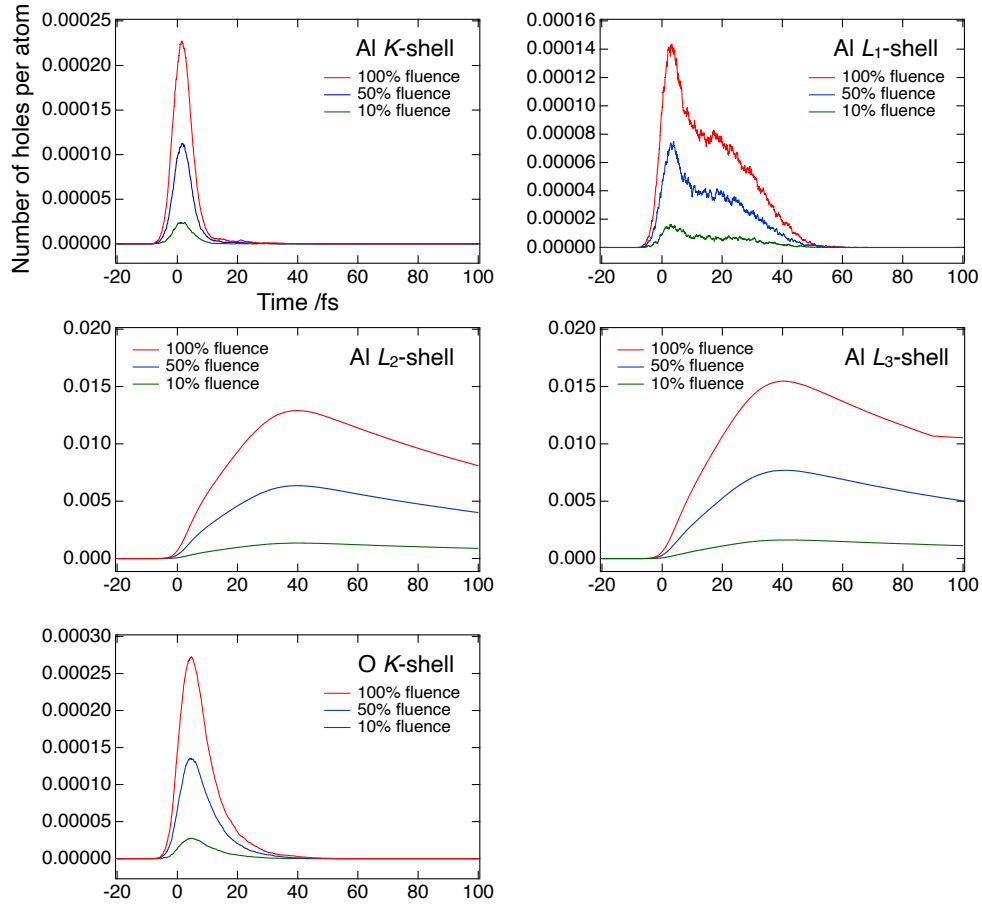 Number of holes per atom
0.00025
0.00020
0.00015
0.00010
0.00005
0.00000
Al K-shell
100% fluence
50% fluence
10% fluence
-20 0 20 40 60 80 100
Time /fs
0.00016
0.00014
0.00012
0.00010
0.00008
0.00006
0.00004
0.00002
0.00000
Al L1-shell
100% fluence
50% fluence
10% fluence
-20 0 20 40 60 80 100
0.020
0.015
0.010
0.005
0.000
Al L2-shell
100% fluence
50% fluence
10% fluence
-20 0 20 40 60 80 100
0.020
0.015
0.010
0.005
0.000
Al L3-shell
100% fluence
50% fluence
10% fluence
-20 0 20 40 60 80 100
0.00030
0.00025
0.00020
0.00015
0.00010
0.00005
0.00000
O K-shell
100% fluence
50% fluence
10% fluence
-20 0 20 40 60 80 100